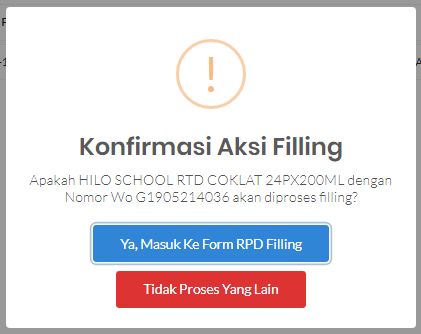 !
Konfirmasi Aksi Filling
Apakah HILO SCHOOL RTD COKLAT 24PX200ML dengan
Nomor Wo G1905214036 akan diproses filling?
Ya, Masuk Ke Form RPD Filling
Tidak Proses Yang Lain